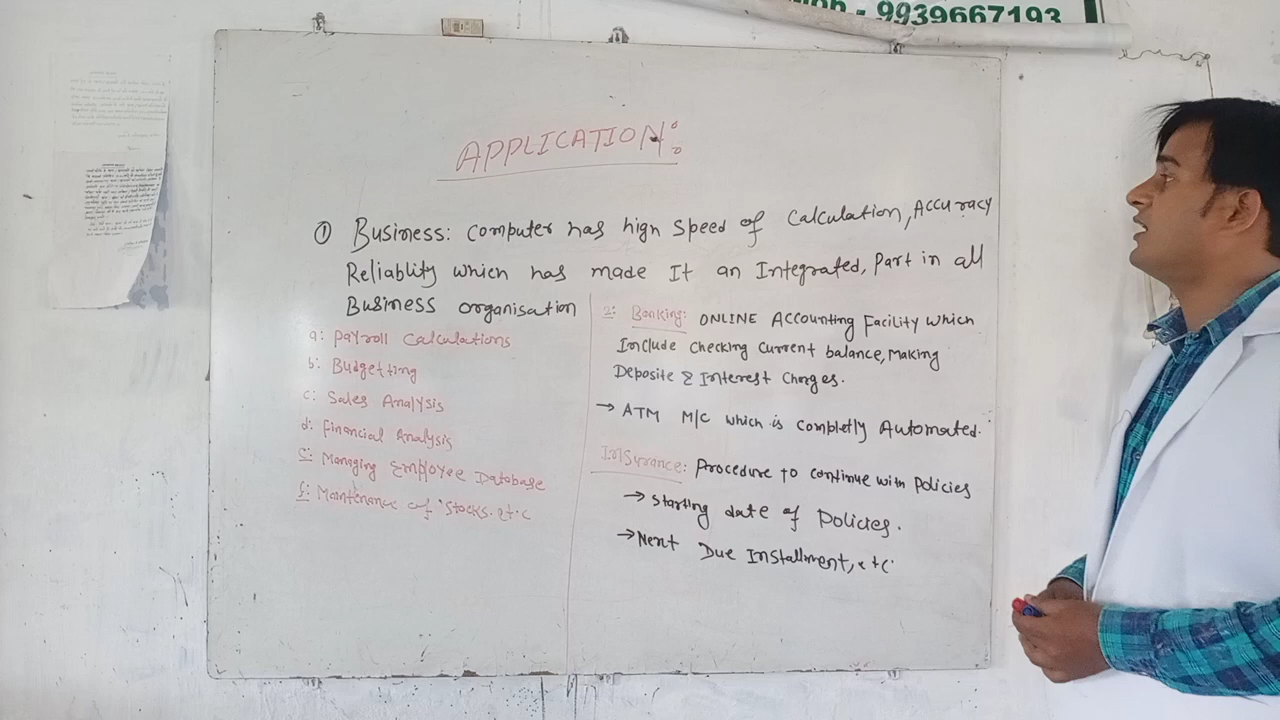 9939667193
APPLICATION:
① Business: Computer has high speed of Calculation, Accuracy
Reliablity which has made It an Integrated, Part in all
Business organisation
a: Payroll Calculations
b: Budgetting
c: Sales Analysis
d: Financial Analysis
e: Managing Employee Database
f: Maintenance of Stocks. etc
2: Banking: ONLINE Accounting Facility which
Include checking Current balance, Making
Deposite & Interest Charges.
→ ATM M/C which is Completly Automated.
Insurance: Procedure to continue with Policies
→ Starting date of Policies.
→ Next Due Installment, etc.